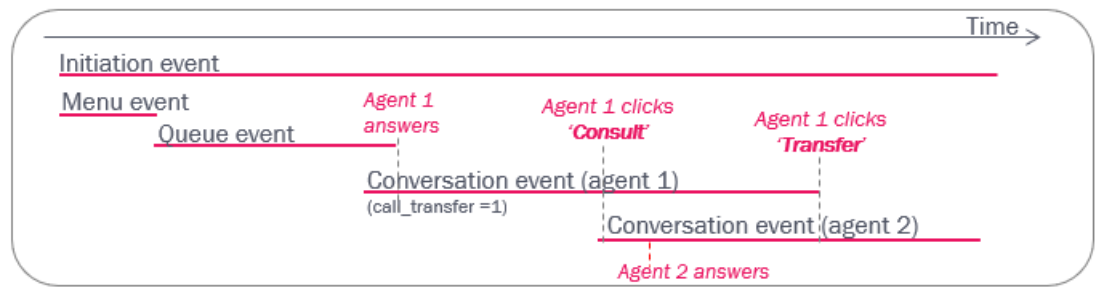 Time
Initiation event
Menu event
Agent 1
answers
Agent 1 clicks
‘Consult’
Agent 1 clicks
‘Transfer’
Queue event
Conversation event (agent 1)
(call_transfer =1)
Conversation event (agent 2)
Agent 2 answers